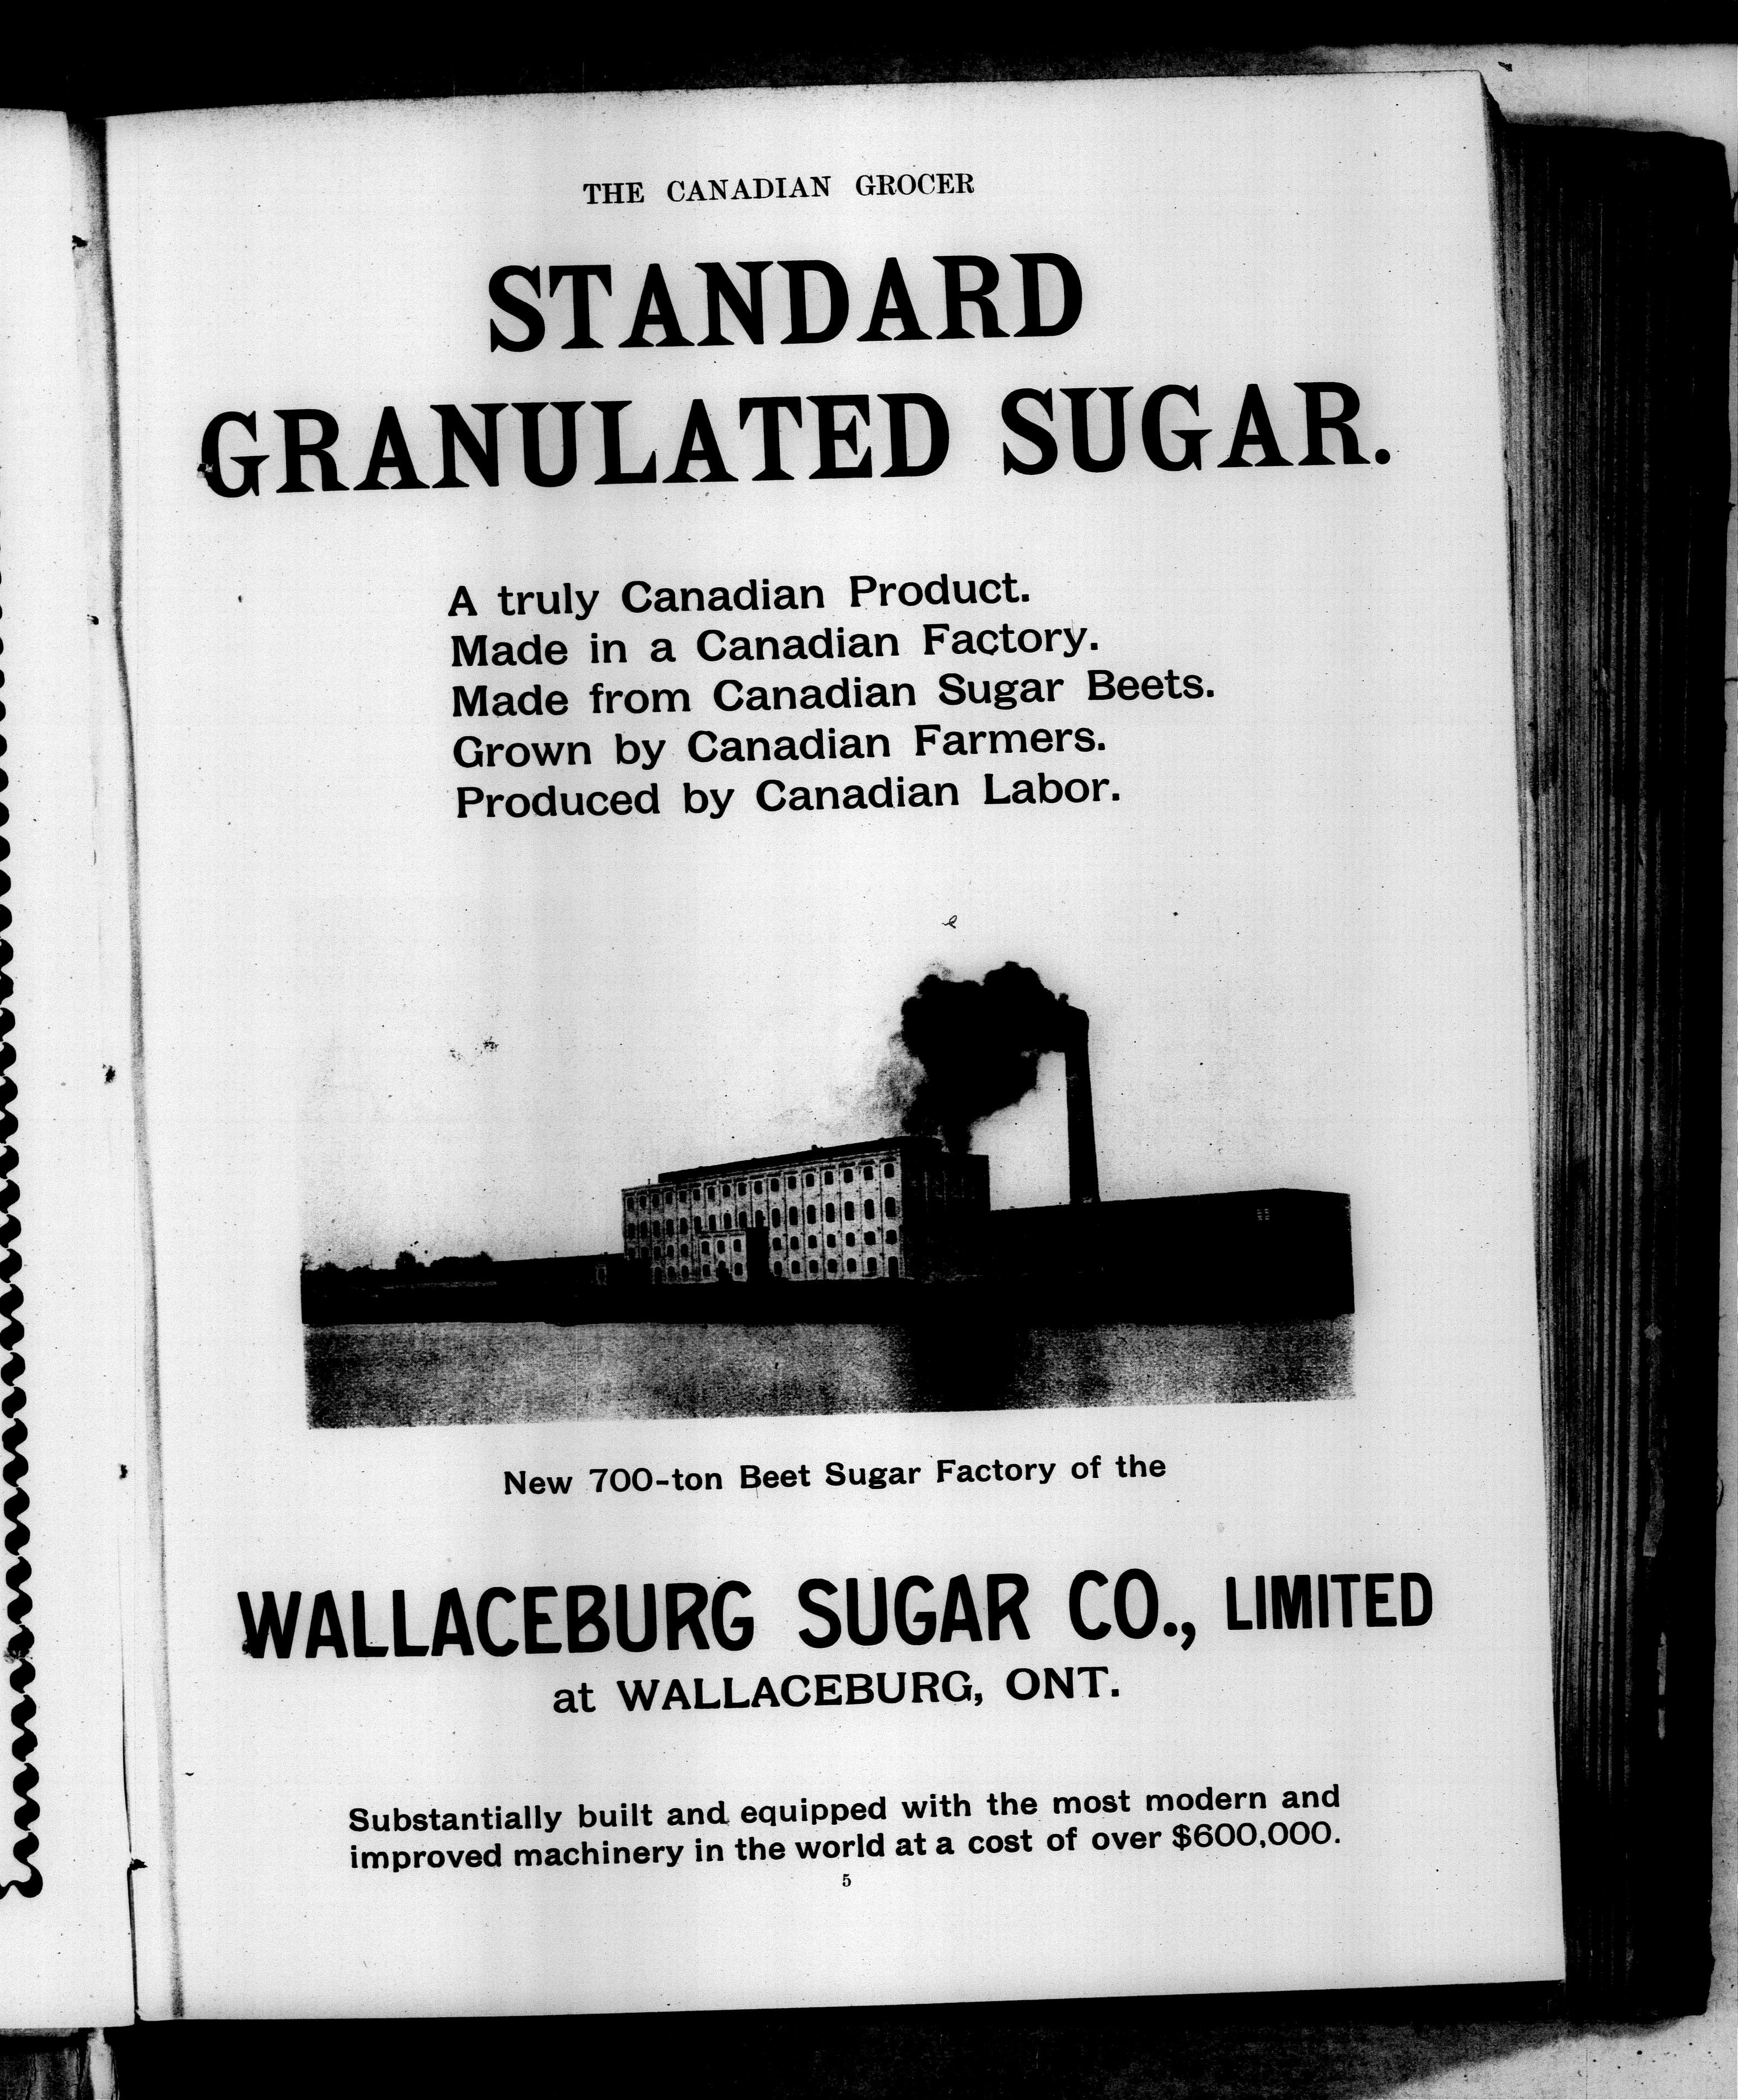 THE CANADIAN GROCER
STANDARD
GRANULATED SUGAR.
A truly Canadian Product.
Made in a Canadian Factory.
Made from Canadian Sugar Beets.
Grown by Canadian Farmers.
Produced by Canadian Labor.
New 700-ton Beet Sugar Factory of the
WALLACEBURG SUGAR CO., LIMITED
at WALLACEBURG, ONT.
Substantially built and equipped with the most modern and
improved machinery in the world at a cost of over $600,000.
5